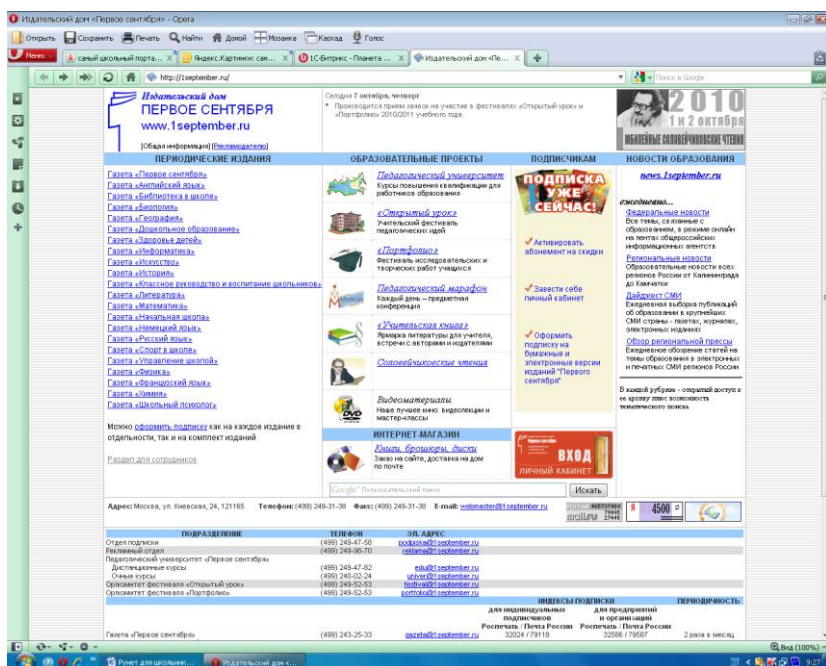 Издательский дом «Первое сентября» - Opera
Открыть Сохранить Печать Найти Домой Мозаика Каскад Голос
Меню
самый школьный порта...
Яндекс.Картинки: сам...
1С-Битрикс - Планета ...
Издательский дом «Пе...
http://1september.ru/
Поиск в Google
Издательский дом
ПЕРВОЕ СЕНТЯБРЯ
www.1september.ru
[Общая информация] [Рекламодателю]
Сегодня 7 октября, четверг
Производится прием заявок на участие в фестивалях «Открытый урок» и
«Портфолио» 2010/2011 учебного года.
2010
1 и 2 октября
ЮБИЛЕЙНЫЕ СОЛОВЕЙЧИКОВСКИЕ ЧТЕНИЯ
ПЕРИОДИЧЕСКИЕ ИЗДАНИЯ
Газета «Первое сентября»
Газета «Английский язык»
Газета «Библиотека в школе»
Газета «Биология»
Газета «География»
Газета «Дошкольное образование»
Газета «Здоровье детей»
Газета «Информатика»
Газета «Искусство»
Газета «История»
Газета «Классное руководство и воспитание школьников»
Газета «Литература»
Газета «Математика»
Газета «Начальная школа»
Газета «Немецкий язык»
Газета «Русский язык»
Газета «Спорт в школе»
Газета «Управление школой»
Газета «Физика»
Газета «Французский язык»
Газета «Химия»
Газета «Школьный психолог»
Можно оформить подписку как на каждое издание в
отдельности, так и на комплект изданий
Раздел для сотрудников
ОБРАЗОВАТЕЛЬНЫЕ ПРОЕКТЫ
Педагогический университет
Курсы повышения квалификации для
работников образования
«Открытый урок»
Учительский фестиваль
педагогических идей
«Портфолио»
Фестиваль исследовательских и
творческих работ учащихся
Педагогический марафон
Каждый день – предметная
конференция
«Учительская книга»
Ярмарка литературы для учителя,
встречи с авторами и издателями
Соловейчиковские чтения
Видеоматериалы
Наше лучшее кино: видеолекции и
мастер-классы
ИНТЕРНЕТ-МАГАЗИН
Книги, брошюры, диски
Заказ на сайте, доставка на дом
по почте
ПОДПИСЧИКАМ
ПОДПИСКА
УЖЕ
СЕЙЧАС!
Активировать
абонемент на скидки
Завести себе
личный кабинет
Оформить
подписку на
бумажные и
электронные версии
изданий "Первого
сентября"
ВХОД
ЛИЧНЫЙ КАБИНЕТ
НОВОСТИ ОБРАЗОВАНИЯ
news.1september.ru
ежедневно...
Федеральные новости
Все темы, связанные с
образованием, в режиме онлайн
на лентах общероссийских
информационных агентств
Региональные новости
Образовательные новости всех
регионов России от Калининграда
до Камчатки
Дайджест СМИ
Ежедневная выборка публикаций
об образовании в крупнейших
СМИ страны - газетах, журналах,
электронных изданиях
Обзор региональной прессы
Ежедневное обозрение статей на
темы образования в электронных
и печатных СМИ регионов России
В каждой рубрике - открытый доступ к
ее архиву плюс возможность
тематического поиска
Google Пользовательский поиск
Искать
Адрес: Москва, ул. Киевская, 24, 121165 Телефон: (499) 249-31-38 Факс: (499) 249-31-38 E-mail: webmaster@1september.ru
mail.ru
Я 4500
ПОДРАЗДЕЛЕНИЕ ТЕЛЕФОН ЭЛ. АДРЕС
Отдел подписки (499) 249-47-58 podpiska@1september.ru
Рекламный отдел (499) 249-98-70 reklama@1september.ru
Педагогический университет «Первое сентября»
Дистанционные курсы (499) 249-47-82 edu@1september.ru
Очные курсы (499) 240-02-24 univer@1september.ru
Оргкомитет фестиваля «Открытый урок» (499) 249-52-53 festival@1september.ru
Оргкомитет фестиваля «Портфолио» (499) 249-52-53 portfolio@1september.ru
ИНДЕКСЫ ПОДПИСКИ ПЕРИОДИЧНОСТЬ
для индивидуальных для предприятий
подписчиков и организаций
Роспечать / Почта России Роспечать / Почта России
Газета «Первое сентября» (499) 243-25-33 gazeta@1september.ru 32024 / 79118 32586 / 79587 2 раза в месяц
Вид (100%)
Рунет для школьник...
Издательский дом «...
9:27